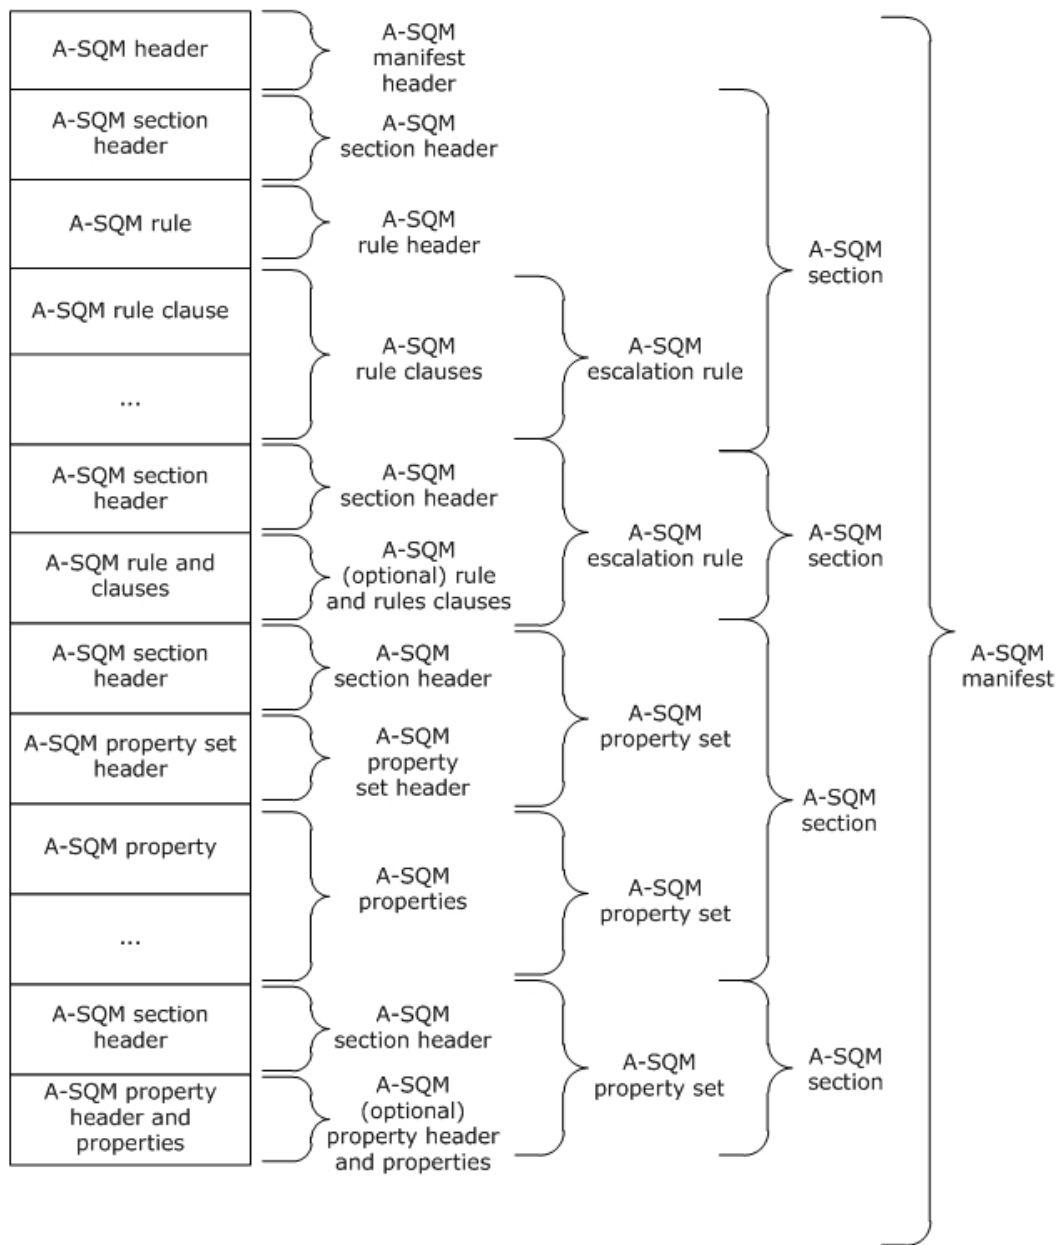 A-SQM header
A-SQM section
header
A-SQM rule
A-SQM rule clause
...
A-SQM section
header
A-SQM rule and
clauses
A-SQM section
header
A-SQM property set
header
A-SQM property
...
A-SQM section
header
A-SQM property
header and
properties
A-SQM
manifest
header
A-SQM
section header
A-SQM
rule header
A-SQM
rule clauses
A-SQM
section header
A-SQM
(optional) rule
and rules clauses
A-SQM
section header
A-SQM
property
set header
A-SQM
properties
A-SQM
section header
A-SQM
(optional)
property header
and properties
A-SQM
escalation rule
A-SQM
escalation rule
A-SQM
property set
A-SQM
property set
A-SQM
property set
A-SQM
section
A-SQM
section
A-SQM
section
A-SQM
section
A-SQM
manifest